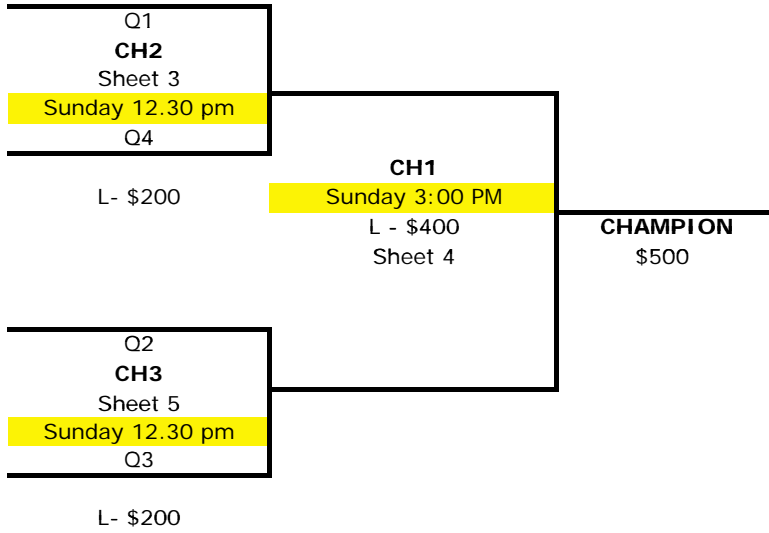 Q1
CH2
Sheet 3
Sunday 12.30 pm
Q4
L- $200
CH1
Sunday 3:00 PM
L - $400
Sheet 4
CHAMPION
$500
Q2
CH3
Sheet 5
Sunday 12.30 pm
Q3
L- $200